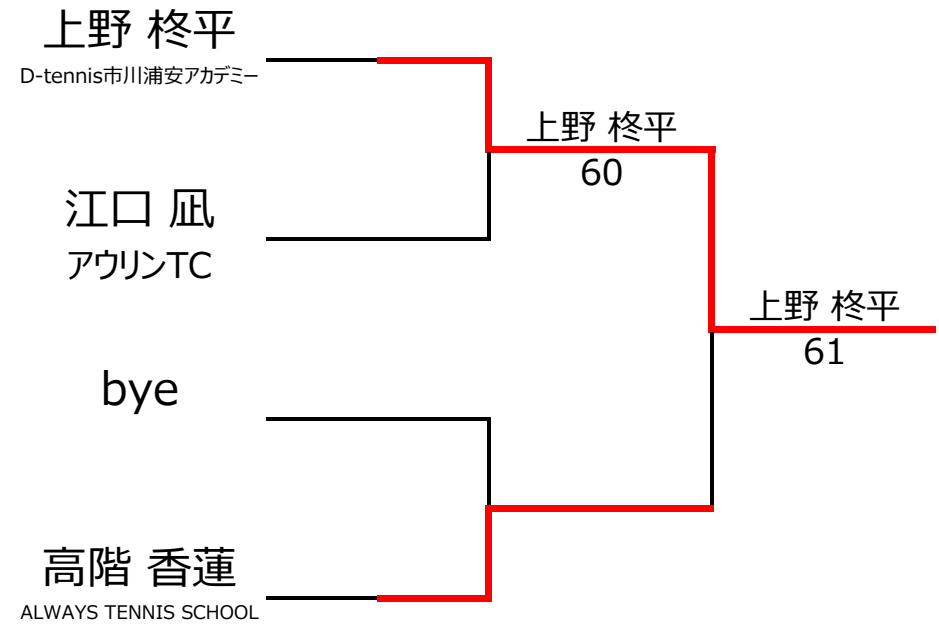 上野 柊平
D-tennis市川浦安アカデミー
上野 柊平
60
江口 凪
アウリンTC
上野 柊平
61
bye
高階 香蓮
ALWAYS TENNIS SCHOOL